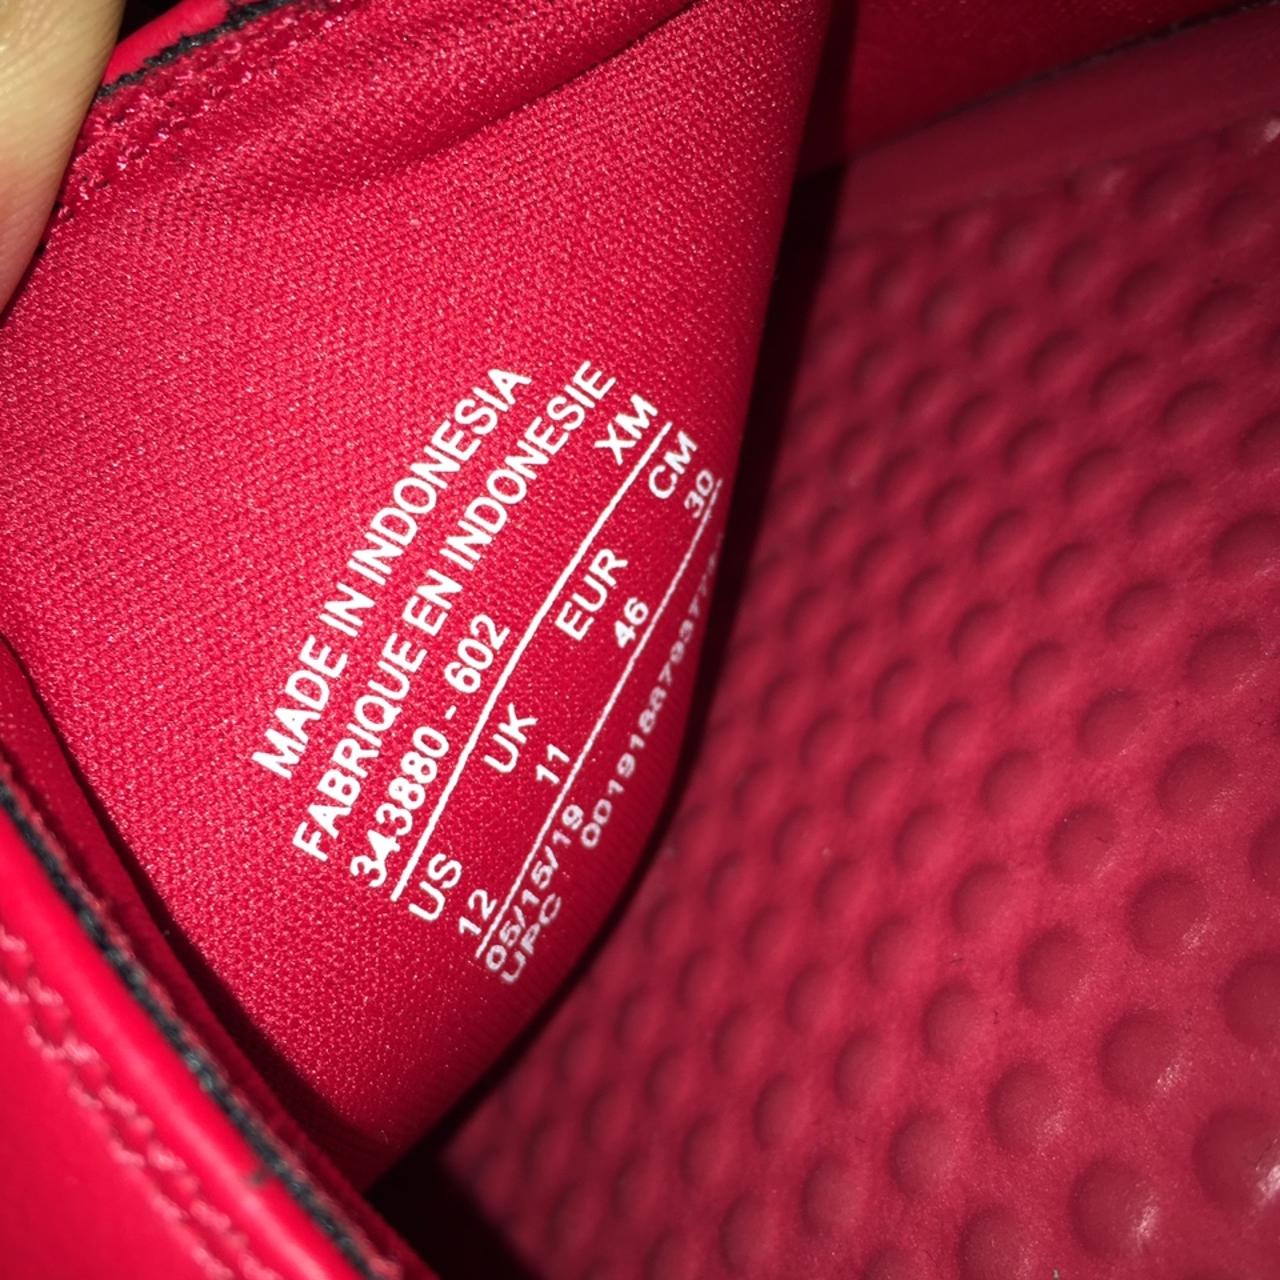 MADE IN INDONESIA
FABRIQUE EN INDONESIE
343880 - 602 XM
US UK EUR CM
12 11 46 30
05/15/19
UPC